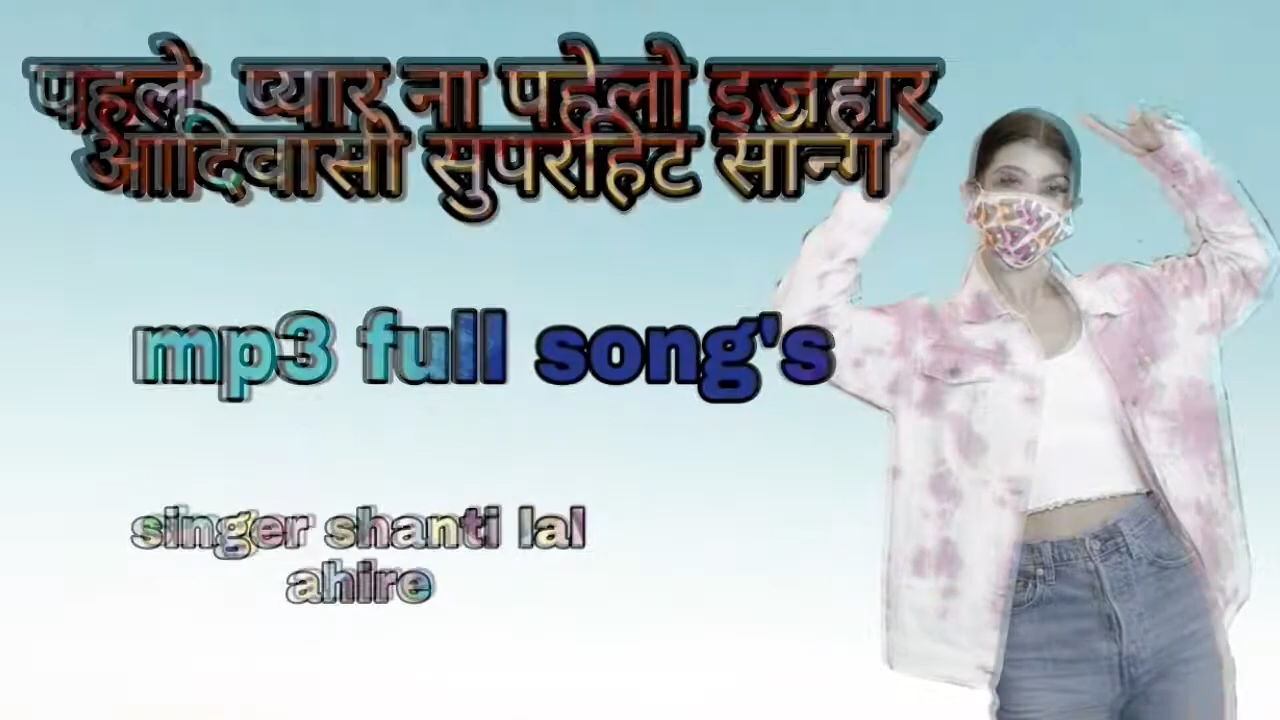 पहले प्यार ना पहेलो इजहार
आदिवासी सुपरहिट सॉन्ग
mp3 full song's
singer shanti lal
ahire